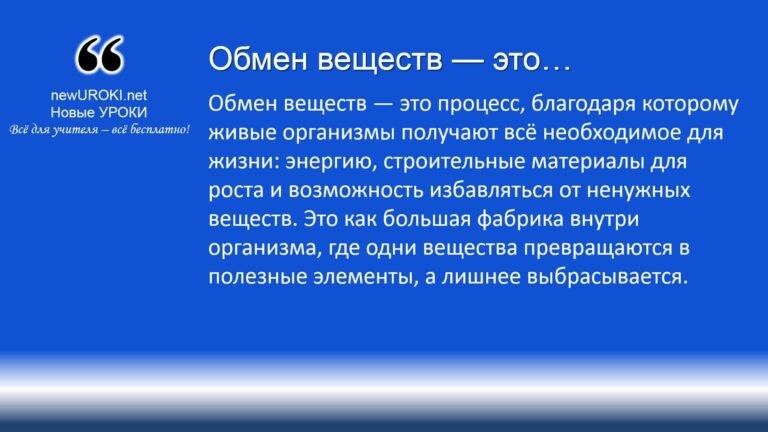 ❝
newUROKI.net
Новые УРОКИ
Всё для учителя – всё бесплатно!
Обмен веществ — это…
Обмен веществ — это процесс, благодаря которому
живые организмы получают всё необходимое для
жизни: энергию, строительные материалы для
роста и возможность избавляться от ненужных
веществ. Это как большая фабрика внутри
организма, где одни вещества превращаются в
полезные элементы, а лишнее выбрасывается.